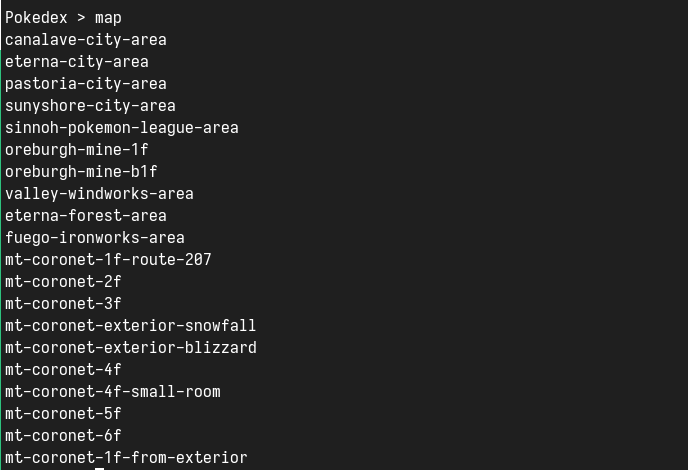 Pokedex > map
canalave-city-area
eterna-city-area
pastoria-city-area
sunyshore-city-area
sinnoh-pokemon-league-area
oreburgh-mine-1f
oreburgh-mine-b1f
valley-windworks-area
eterna-forest-area
fuego-ironworks-area
mt-coronet-1f-route-207
mt-coronet-2f
mt-coronet-3f
mt-coronet-exterior-snowfall
mt-coronet-exterior-blizzard
mt-coronet-4f
mt-coronet-4f-small-room
mt-coronet-5f
mt-coronet-6f
mt-coronet-1f-from-exterior